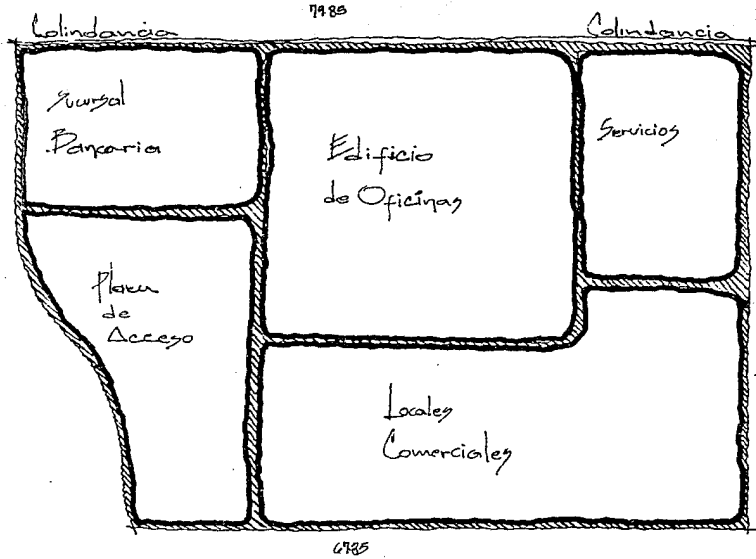 7985
Colindancia
Colindancia
Sucursal
Bancaria
Edificio
de Oficinas
Servicios
Plaza
de
Acceso
Locales
Comerciales
6785